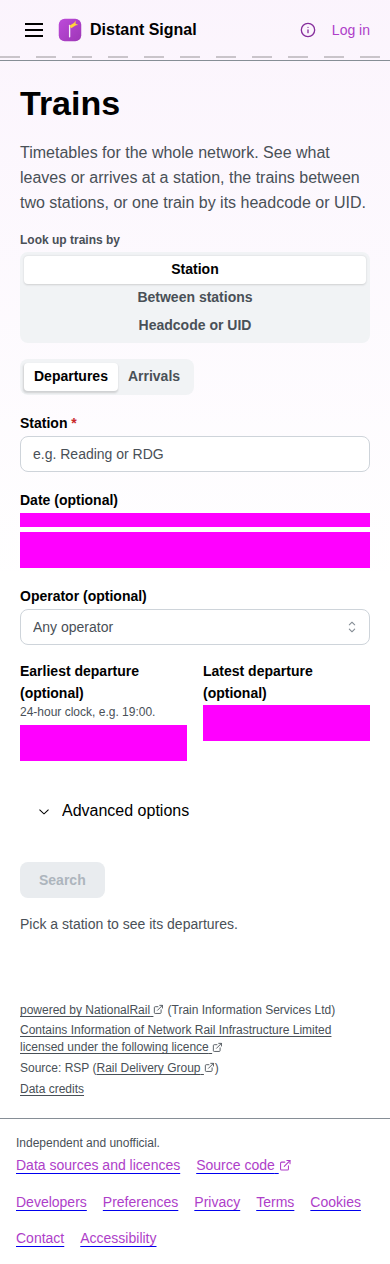 Distant Signal
Log in
Trains
Timetables for the whole network. See what
leaves or arrives at a station, the trains between
two stations, or one train by its headcode or UID.
Look up trains by
Station
Between stations
Headcode or UID
Departures Arrivals
Station *
e.g. Reading or RDG
Date (optional)
Operator (optional)
Any operator
Earliest departure
(optional)
24-hour clock, e.g. 19:00.
Latest departure
(optional)
Advanced options
Search
Pick a station to see its departures.
powered by NationalRail (Train Information Services Ltd)
Contains Information of Network Rail Infrastructure Limited
licensed under the following licence
Source: RSP (Rail Delivery Group)
Data credits
Independent and unofficial.
Data sources and licences Source code
Developers Preferences Privacy Terms Cookies
Contact Accessibility